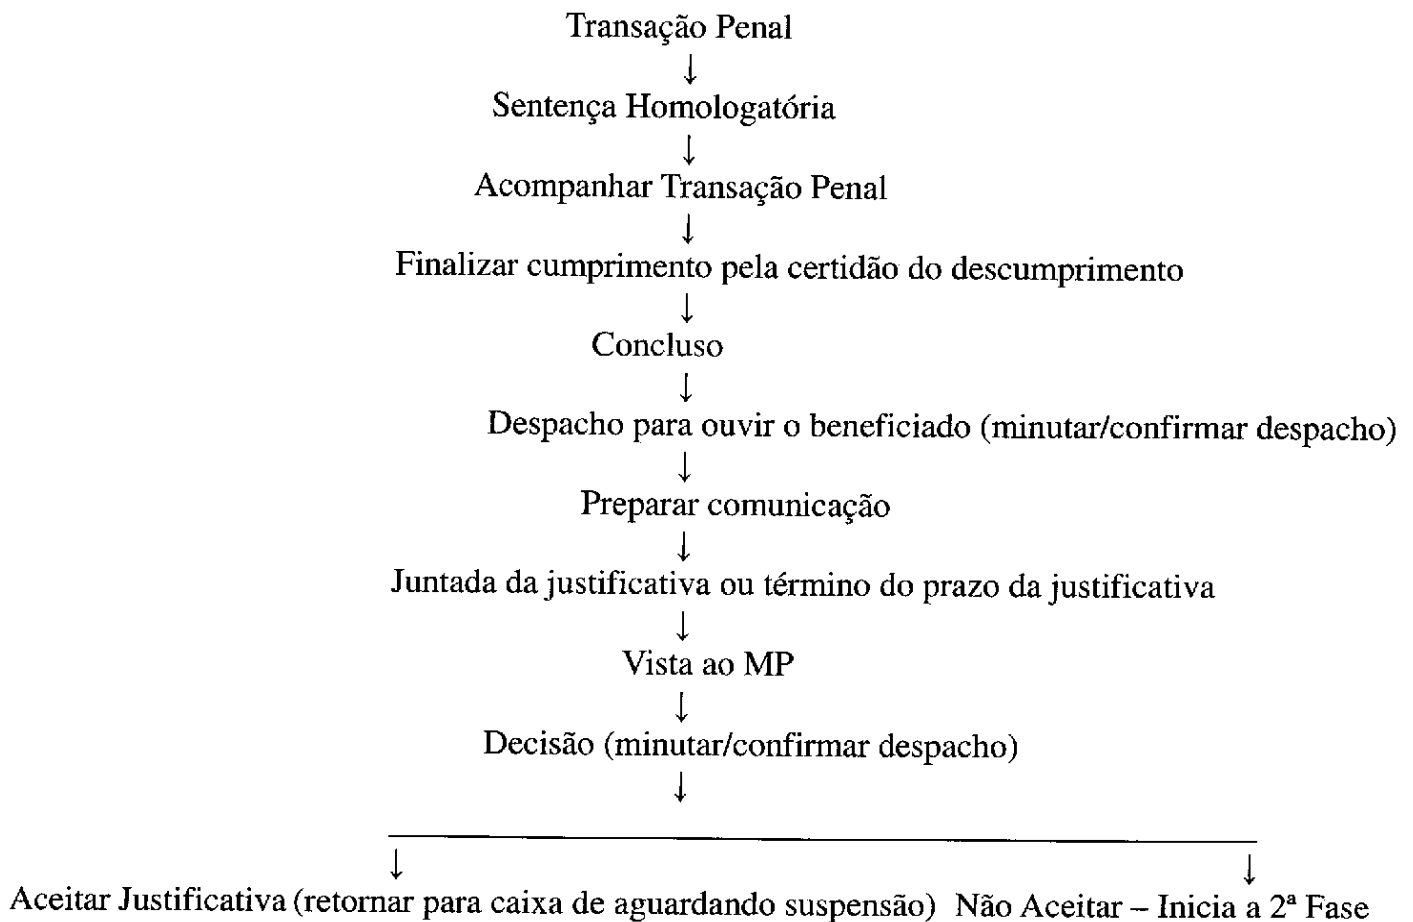 Transação Penal
↓
Sentença Homologatória
↓
Acompanhar Transação Penal
↓
Finalizar cumprimento pela certidão do descumprimento
↓
Concluso
↓
Despacho para ouvir o beneficiado (minutar/confirmar despacho)
↓
Preparar comunicação
↓
Juntada da justificativa ou término do prazo da justificativa
↓
Vista ao MP
↓
Decisão (minutar/confirmar despacho)
↓
↓ ↓
Aceitar Justificativa (retornar para caixa de aguardando suspensão) Não Aceitar – Inicia a 2ª Fase